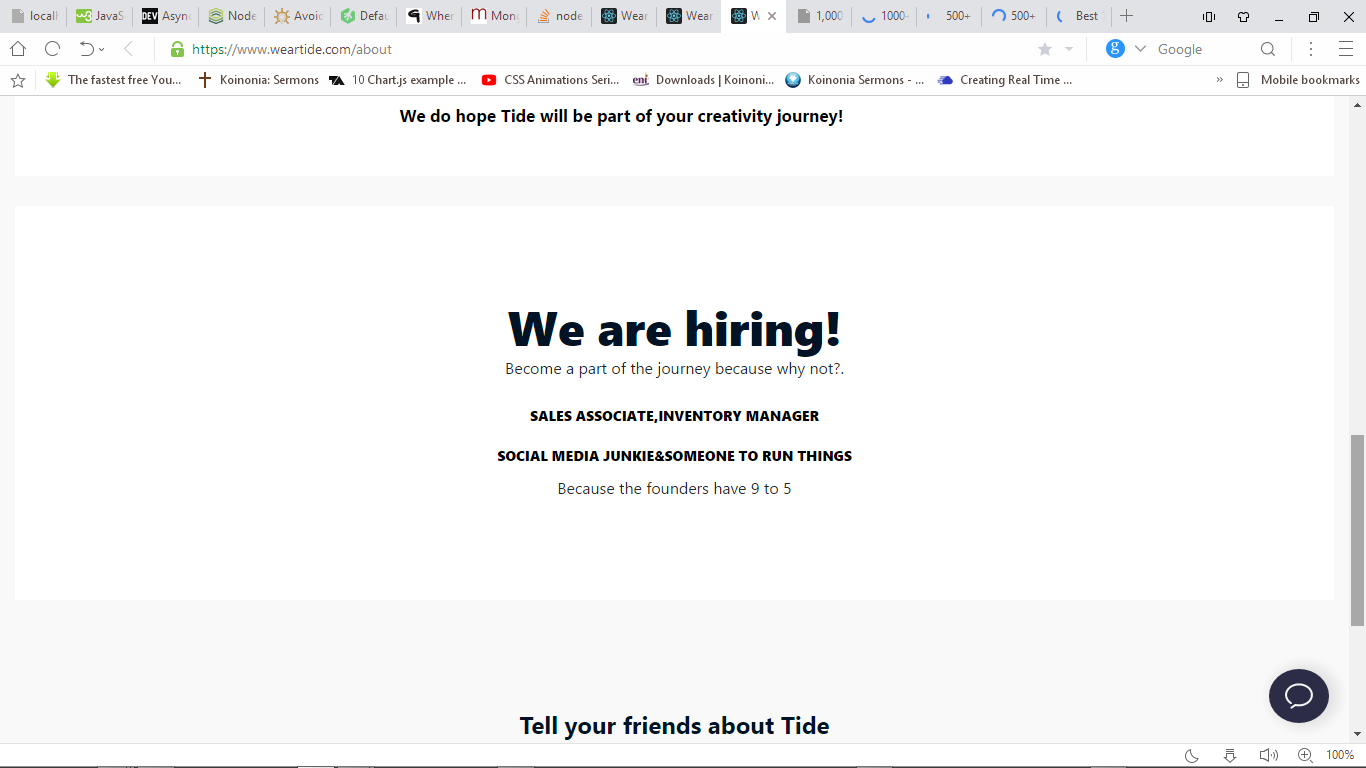 locall
JavaS
Async
Node
Avoid
Defau
Wher
Mong
node
Wear
Wear
W
1,000
1000-
500+
500+
Best
https://www.weartide.com/about
Google
The fastest free You...
Koinonia: Sermons
10 Chart.js example ...
CSS Animations Seri...
Downloads | Koinoni...
Koinonia Sermons - ...
Creating Real Time ...
»
Mobile bookmarks
We do hope Tide will be part of your creativity journey!
We are hiring!
Become a part of the journey because why not?.
SALES ASSOCIATE,INVENTORY MANAGER
SOCIAL MEDIA JUNKIE&SOMEONE TO RUN THINGS
Because the founders have 9 to 5
Tell your friends about Tide
100%